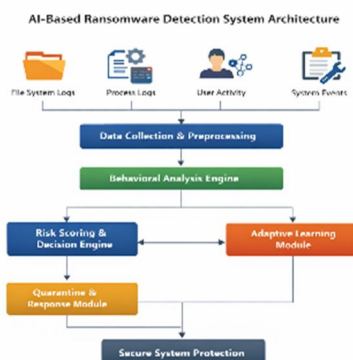 AI-Based Ransomware Detection System Architecture
File System Logs
Process Logs
User Activity
System Events
Data Collection & Preprocessing
Behavioral Analysis Engine
Risk Scoring &
Decision Engine
Adaptive Learning
Module
Quarantine &
Response Module
Secure System Protection